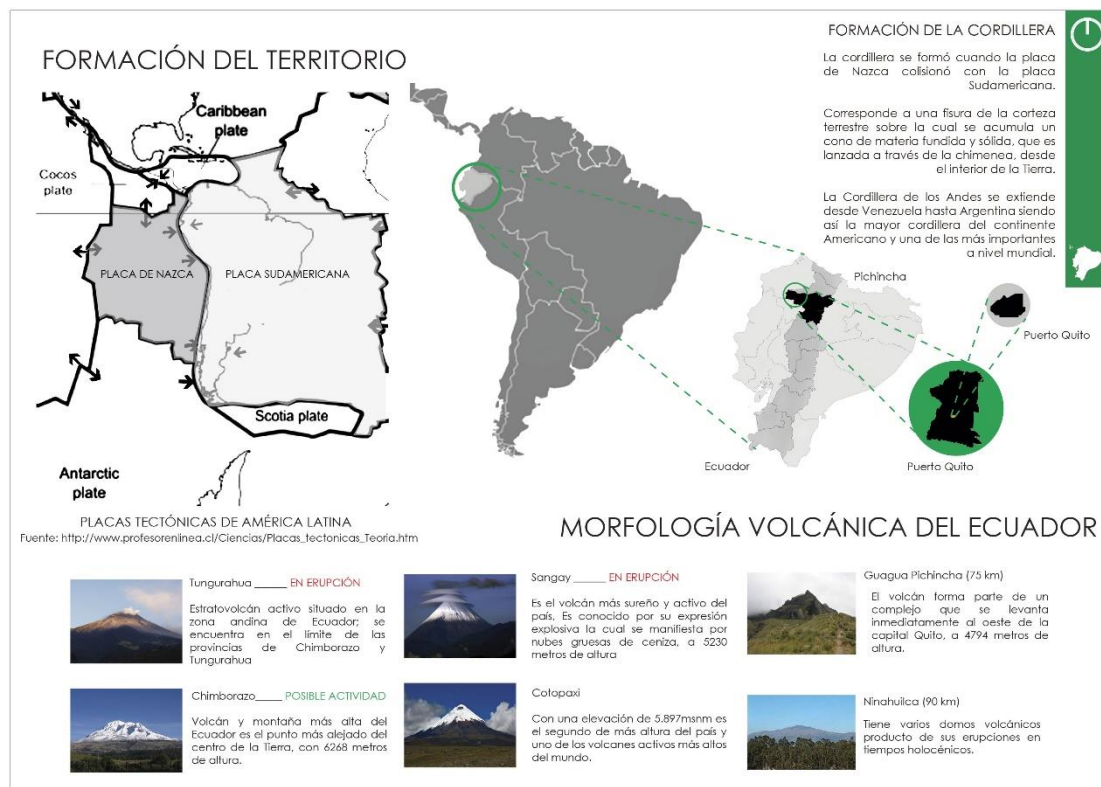 FORMACIÓN DEL TERRITORIO
Caribbean
plate
Cocos
plate
PLACA DE NAZCA
PLACA SUDAMERICANA
Scotia plate
Antarctic
plate
PLACAS TECTÓNICAS DE AMÉRICA LATINA
Fuente: http://www.profesorenlinea.cl/Ciencias/Placas_tectonicas_Teoria.htm
FORMACIÓN DE LA CORDILLERA
La cordillera se formó cuando la placa
de Nazca colisionó con la placa
Sudamericana.
Corresponde a una fisura de la corteza
terrestre sobre la cual se acumula un
cono de materia fundida y sólida, que es
lanzada a través de la chimenea, desde
el interior de la Tierra.
La Cordillera de los Andes se extiende
desde Venezuela hasta Argentina siendo
así la mayor cordillera del continente
Americano y una de las más importantes
a nivel mundial.
Pichincha
Puerto Quito
Ecuador
Puerto Quito
MORFOLOGÍA VOLCÁNICA DEL ECUADOR
Tungurahua ______ EN ERUPCIÓN
Estratovolcán activo situado en la
zona andina de Ecuador; se
encuentra en el límite de las
provincias de Chimborazo y
Tungurahua
Sangay ______ EN ERUPCIÓN
Es el volcán más sureño y activo del
país, Es conocido por su expresión
explosiva la cual se manifiesta por
nubes gruesas de ceniza, a 5230
metros de altura
Guagua Pichincha (75 km)
El volcán forma parte de un
complejo que se levanta
inmediatamente al oeste de la
capital Quito, a 4794 metros de
altura.
Chimborazo_____ POSIBLE ACTIVIDAD
Volcán y montaña más alta del
Ecuador es el punto más alejado del
centro de la Tierra, con 6268 metros
de altura.
Cotopaxi
Con una elevación de 5.897msnm es
el segundo de más altura del país y
uno de los volcanes activos más altos
del mundo.
Ninahuilca (90 km)
Tiene varios domos volcánicos
producto de sus erupciones en
tiempos holocénicos.